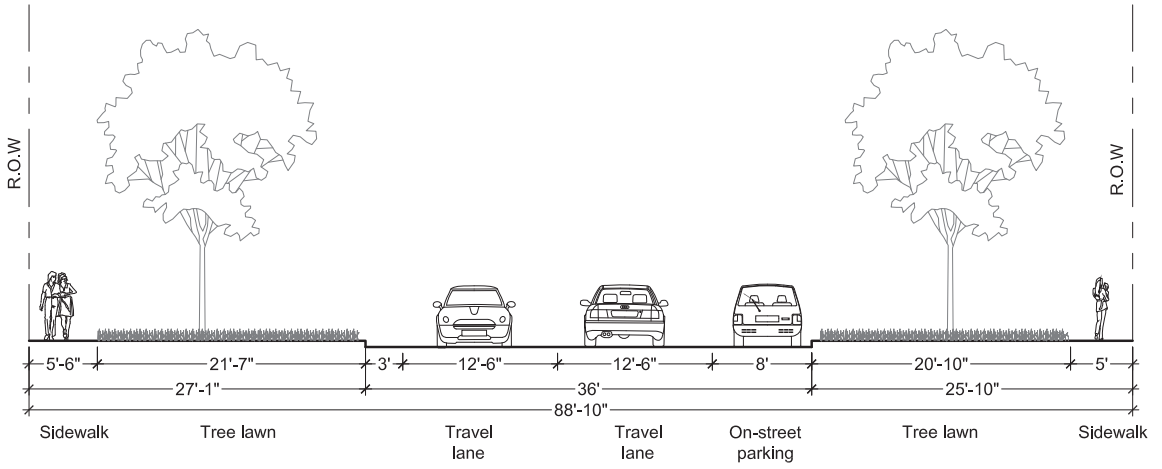 R.O.W
R.O.W
5'-6" 21'-7" 3' 12'-6" 12'-6" 8' 20'-10" 5'
27'-1" 36' 25'-10"
88'-10"
Sidewalk Tree lawn Travel lane Travel lane On-street parking Tree lawn Sidewalk